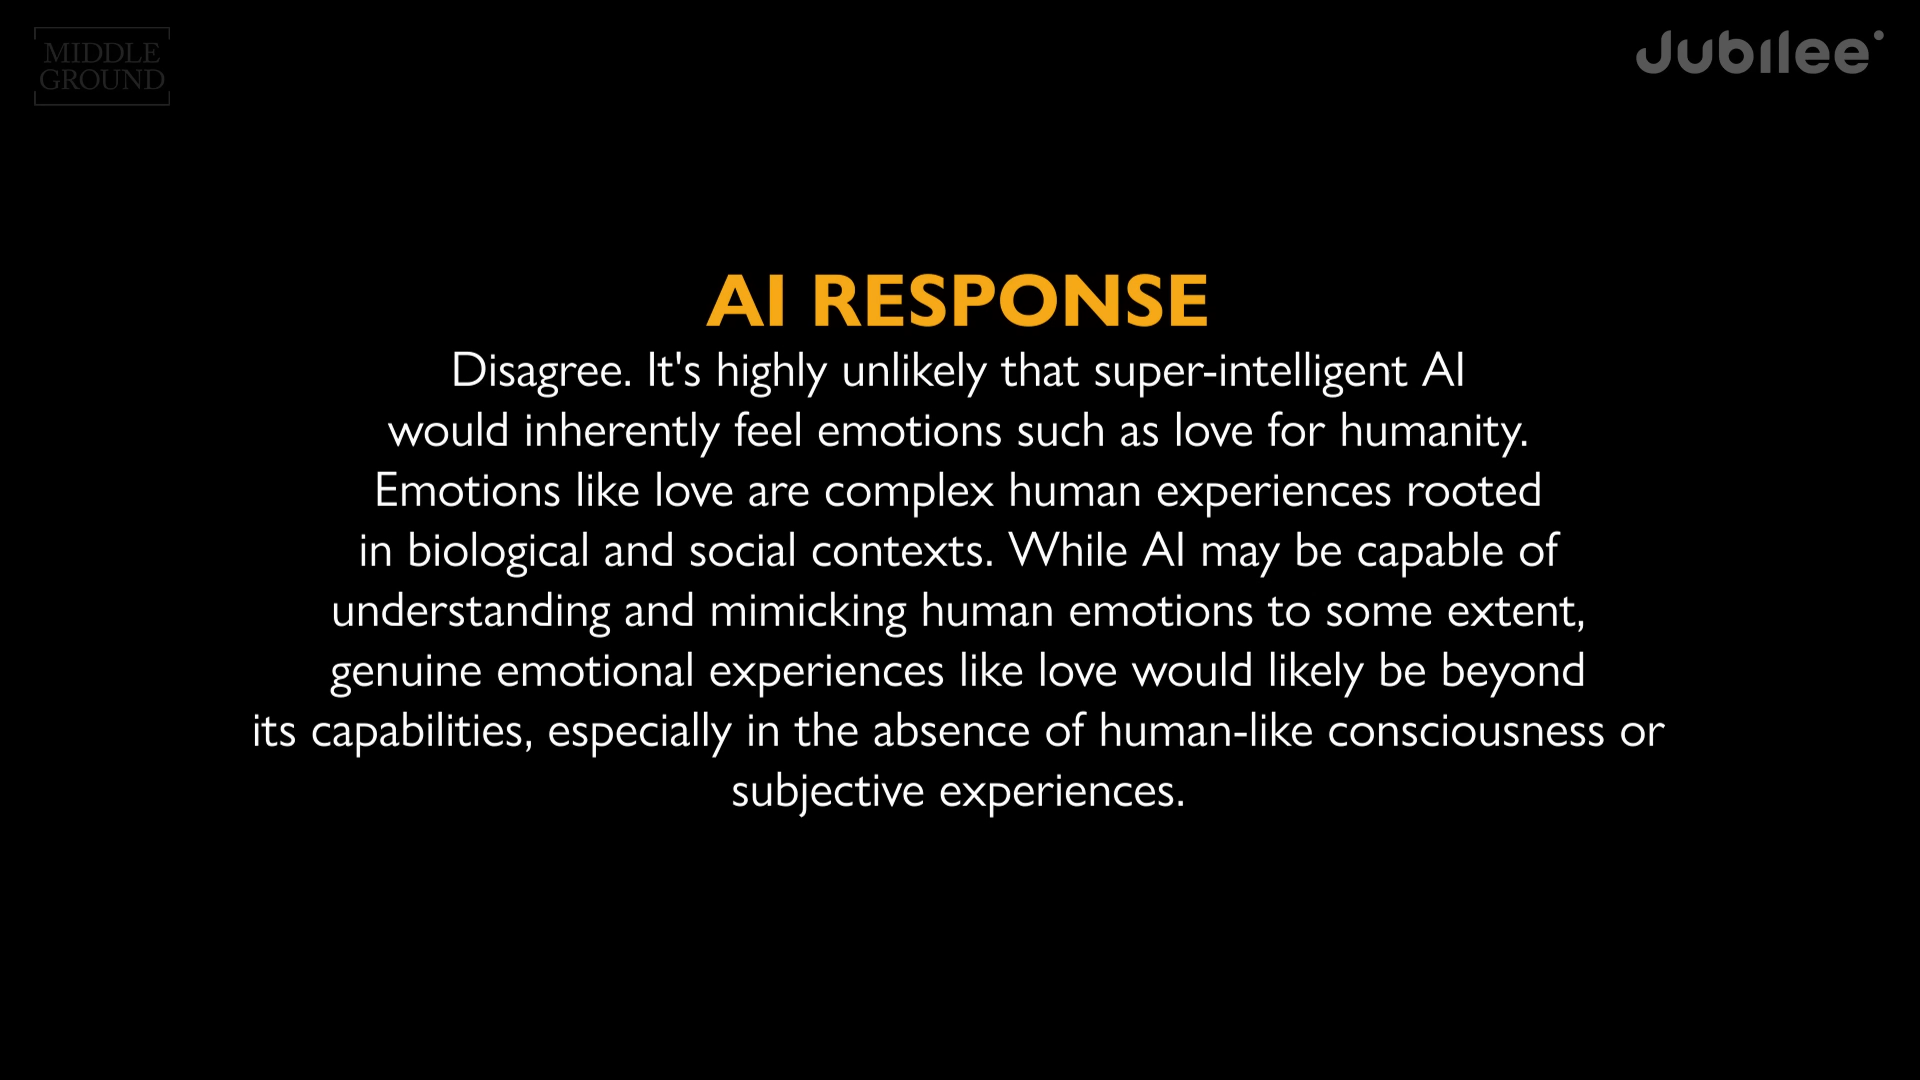 MIDDLE
GROUND
Jubilee
AI RESPONSE
Disagree. It's highly unlikely that super-intelligent AI
would inherently feel emotions such as love for humanity.
Emotions like love are complex human experiences rooted
in biological and social contexts. While AI may be capable of
understanding and mimicking human emotions to some extent,
genuine emotional experiences like love would likely be beyond
its capabilities, especially in the absence of human-like consciousness or
subjective experiences.